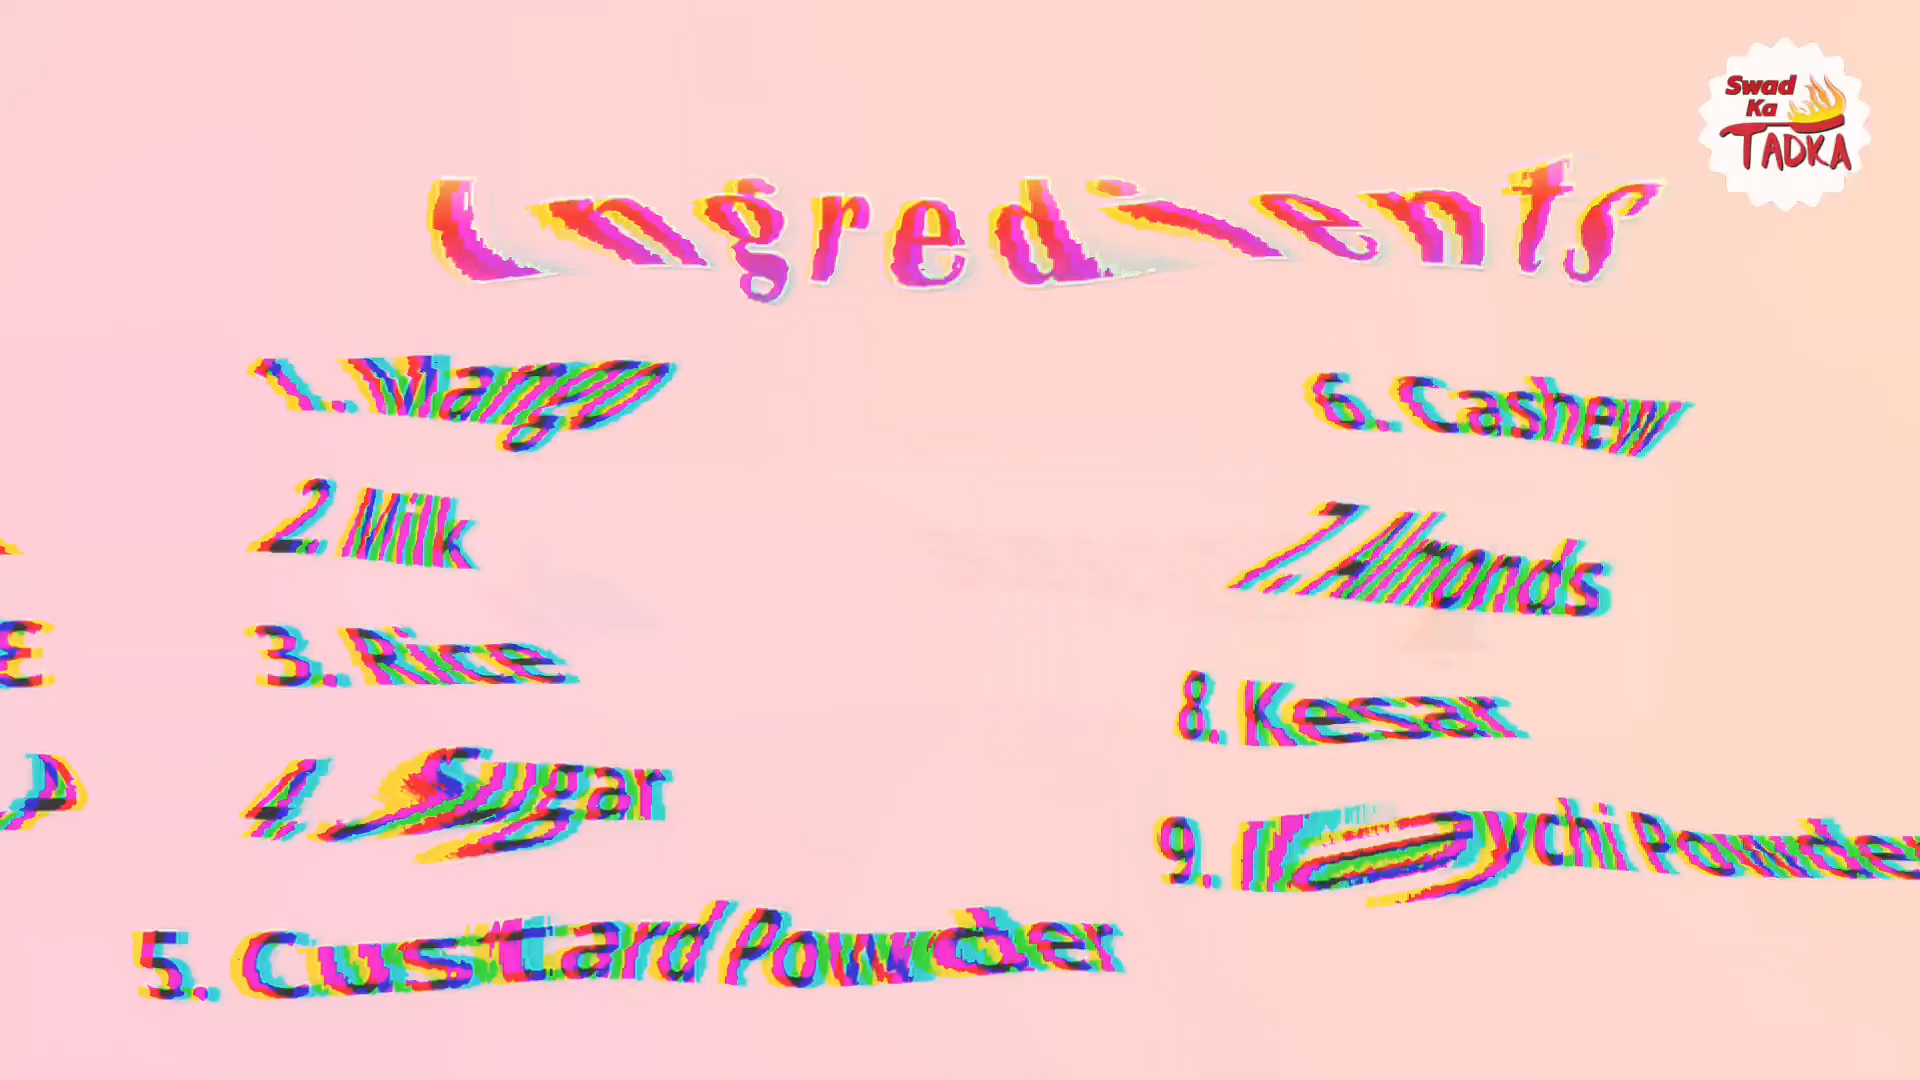 Swad
Ka
TADKA
Ingredients
1. Mango
2. Milk
3. Rice
4. Sugar
5. Custard Powder
6. Cashew
7. Almonds
8. Kesar
9. Powder